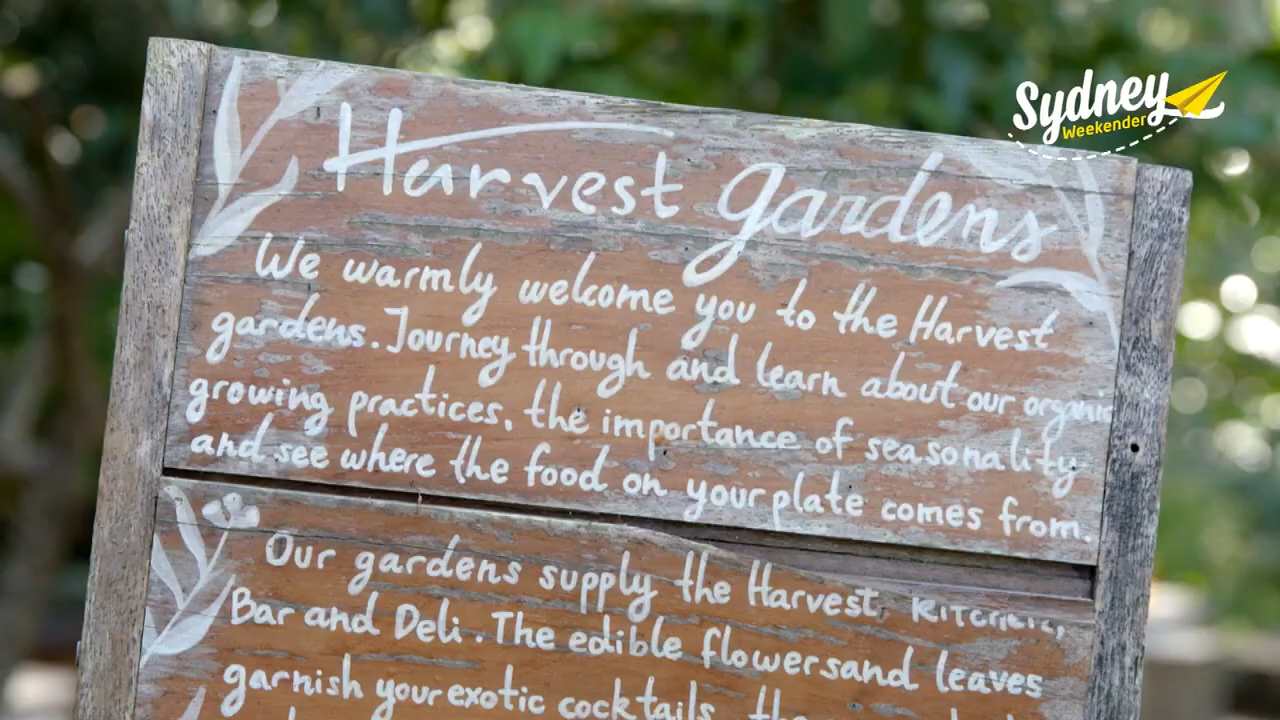 Sydney
Weekender
Harvest gardens
We warmly welcome you to the Harvest
gardens. Journey through and learn about our organic
growing practices, the importance of seasonality
and see where the food on your plate comes from.
Our gardens supply the Harvest, KITCHEN,
Bar and Deli. The edible flowers and leaves
garnish your exotic cocktails,